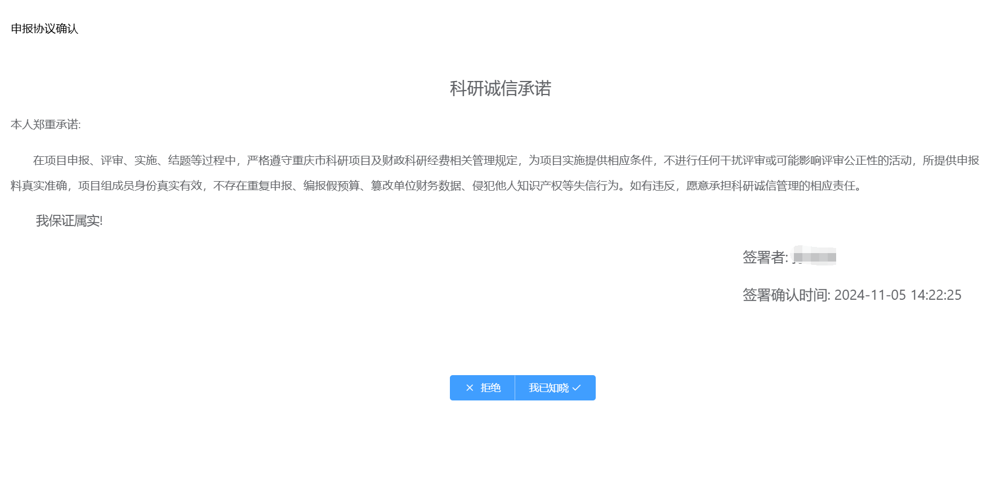 申报协议确认
科研诚信承诺
本人郑重承诺:
在项目申报、评审、实施、结题等过程中，严格遵守重庆市科研项目及财政科研经费相关管理规定，为项目实施提供相应条件，不进行任何干扰评审或可能影响评审公正性的活动，所提供申报
料真实准确，项目组成员身份真实有效，不存在重复申报、编报假预算、篡改单位财务数据、侵犯他人知识产权等失信行为。如有违反，愿意承担科研诚信管理的相应责任。
我保证属实!
签署者:
签署确认时间: 2024-11-05 14:22:25
拒绝 我已知晓